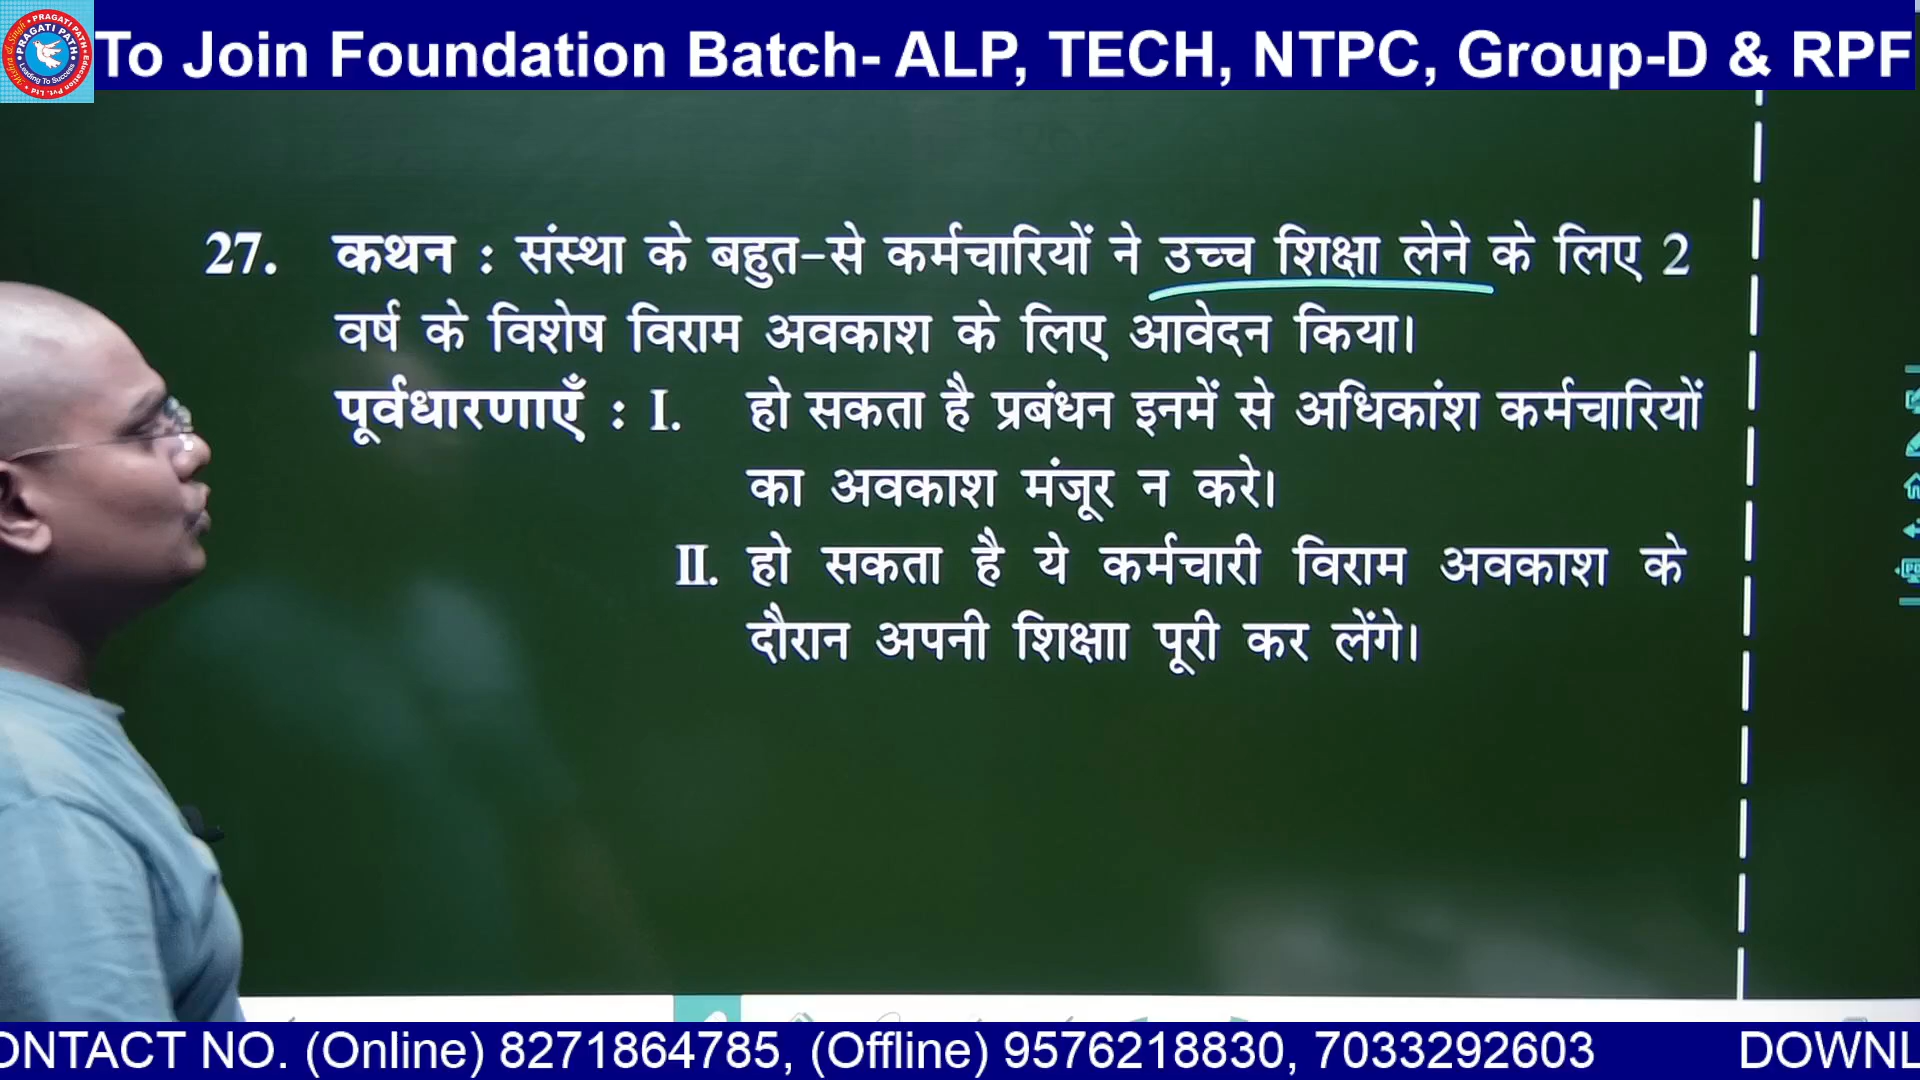 PRAGATI PATH
To Join Foundation Batch- ALP, TECH, NTPC, Group-D & RPF
27. कथन : संस्था के बहुत-से कर्मचारियों ने उच्च शिक्षा लेने के लिए 2
वर्ष के विशेष विराम अवकाश के लिए आवेदन किया।
पूर्वधारणाएँ : I. हो सकता है प्रबंधन इनमें से अधिकांश कर्मचारियों
का अवकाश मंजूर न करे।
II. हो सकता है ये कर्मचारी विराम अवकाश के
दौरान अपनी शिक्षाा पूरी कर लेंगे।
ONTACT NO. (Online) 8271864785, (Offline) 9576218830, 7033292603 DOWNL